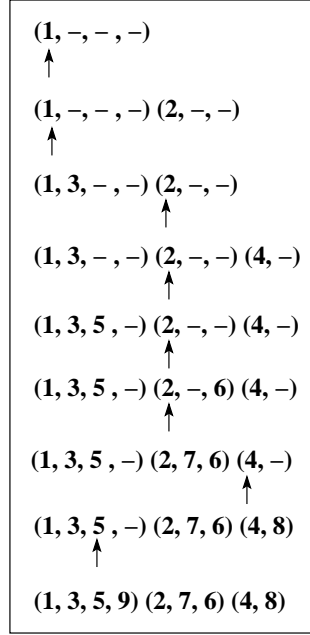 (1, –, – , –)
(1, –, – , –) (2, –, –)
(1, 3, – , –) (2, –, –)
(1, 3, – , –) (2, –, –) (4, –)
(1, 3, 5 , –) (2, –, –) (4, –)
(1, 3, 5 , –) (2, –, 6) (4, –)
(1, 3, 5 , –) (2, 7, 6) (4, –)
(1, 3, 5 , –) (2, 7, 6) (4, 8)
(1, 3, 5, 9) (2, 7, 6) (4, 8)